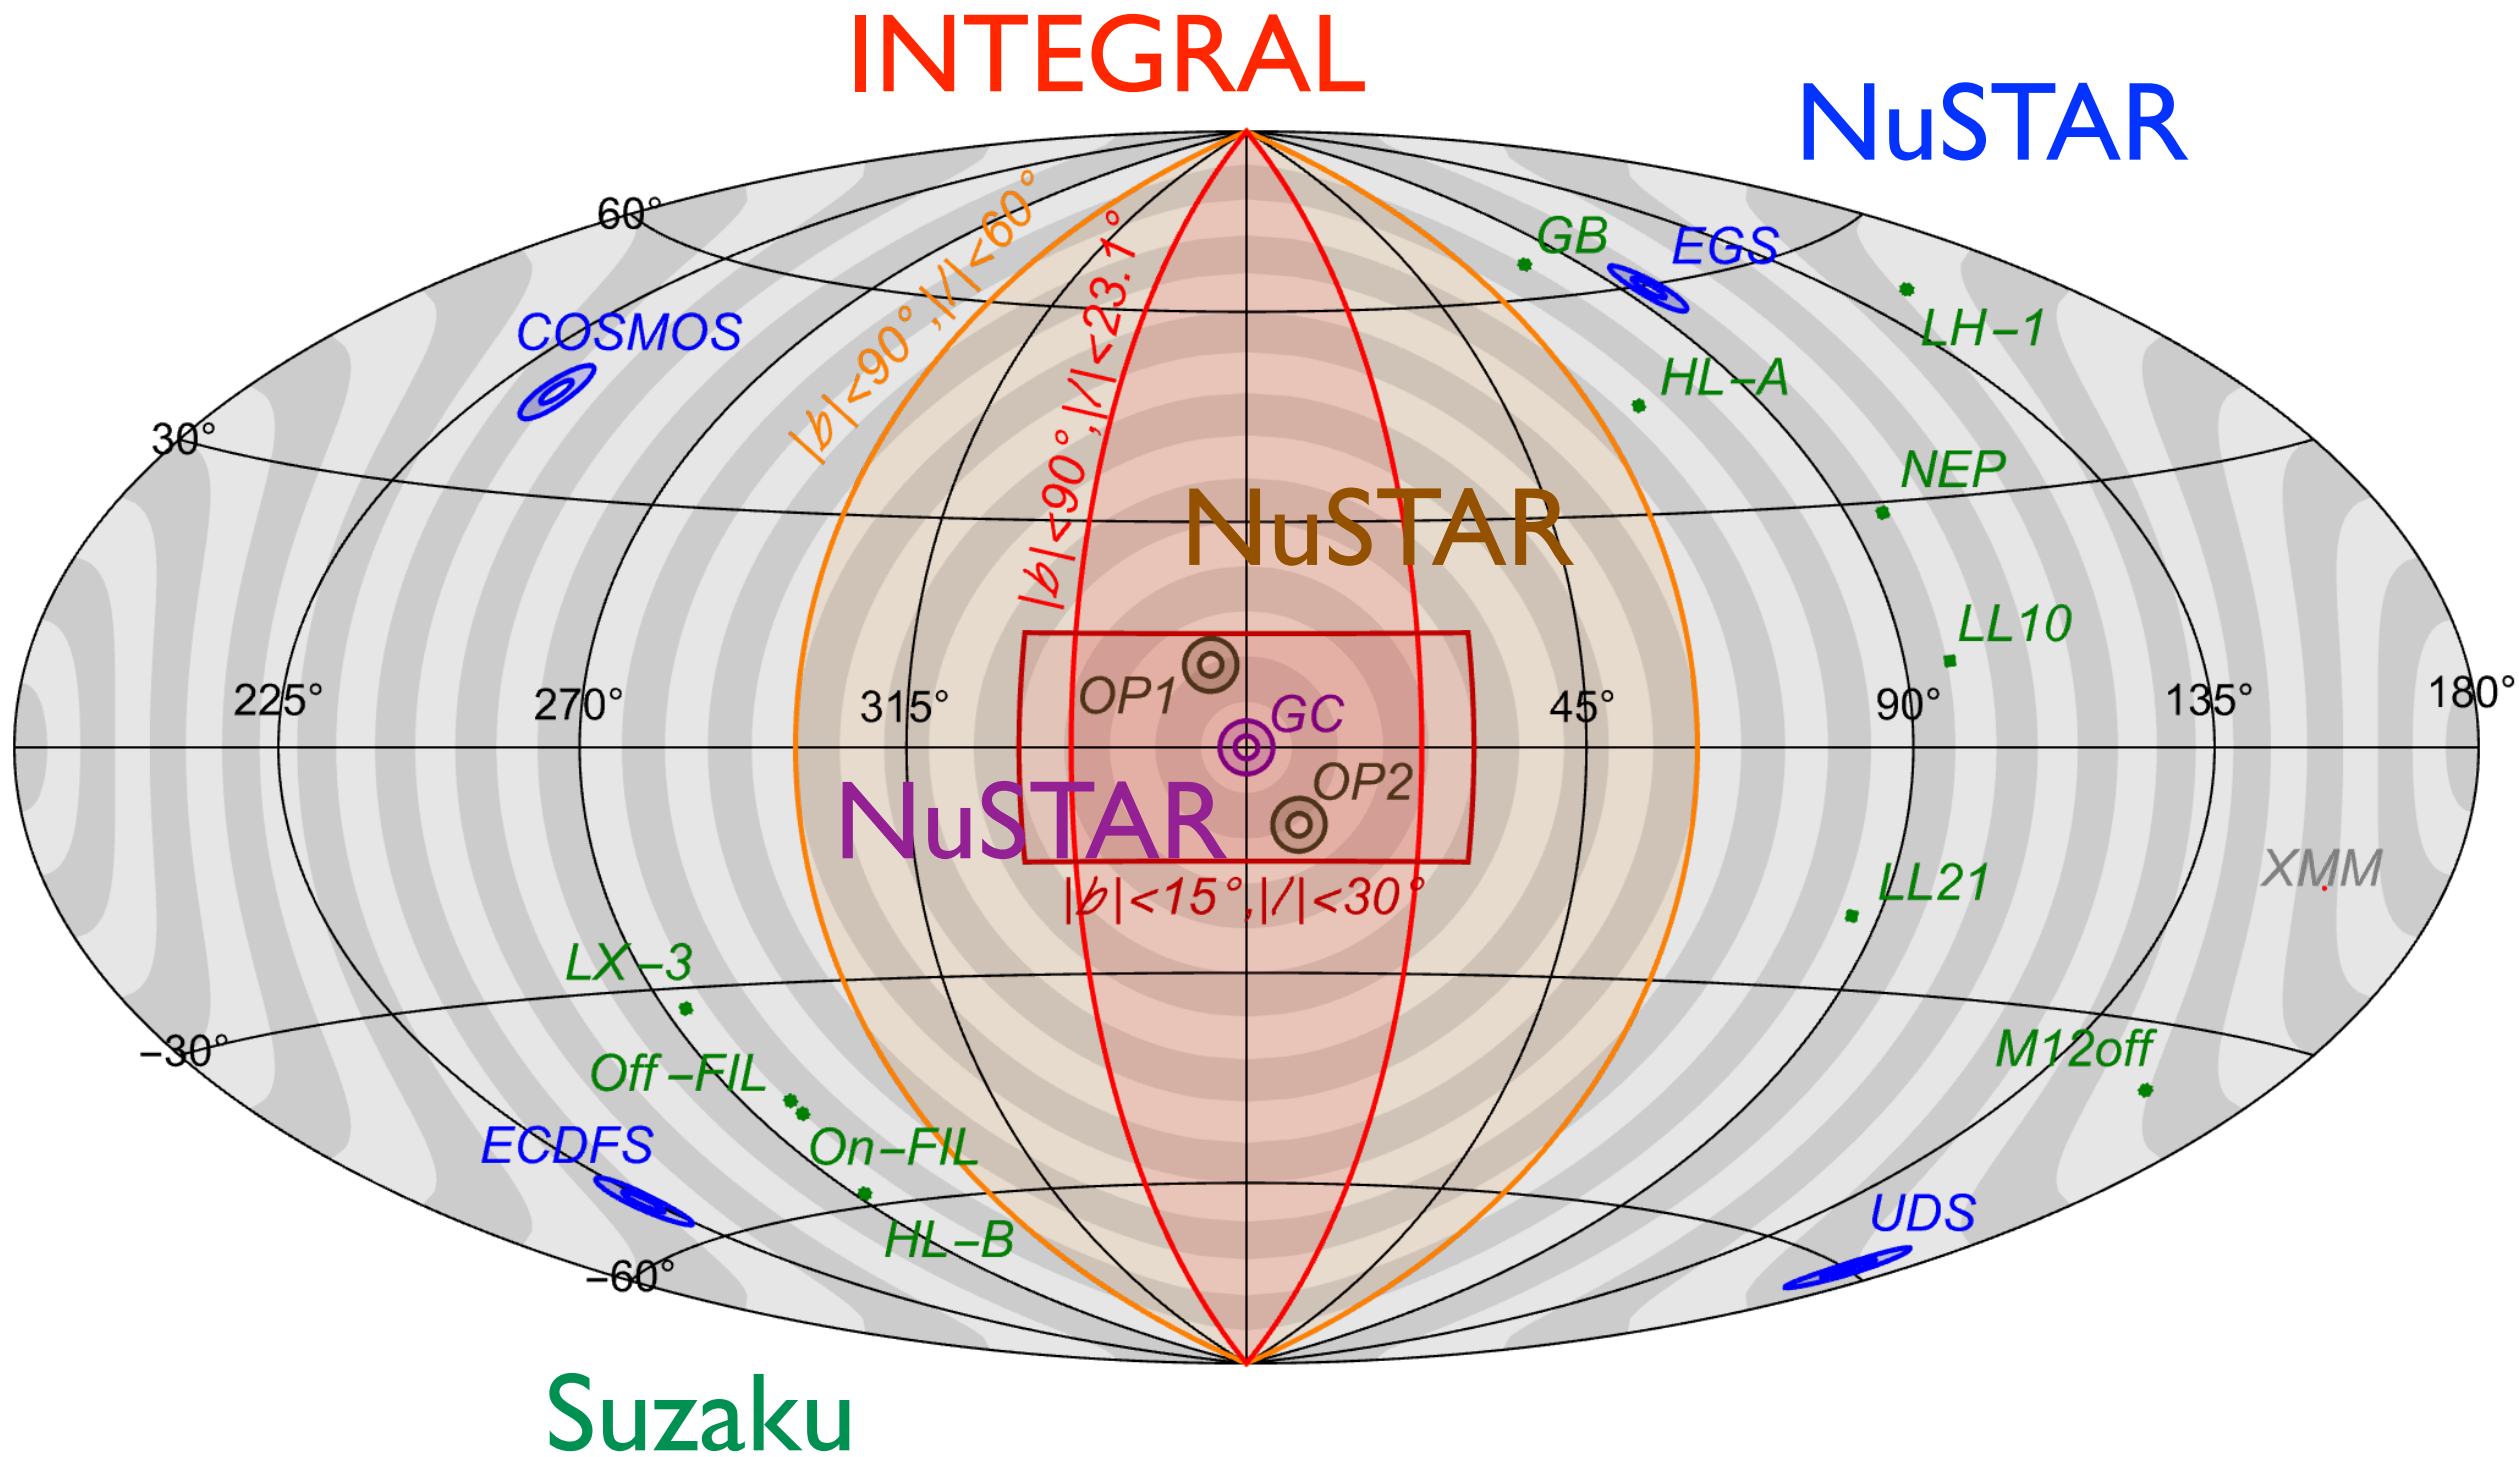 INTEGRAL
NuSTAR
60°
|b|<90°,|l|<60°
|b|<90°,|l|<23.1°
GB
EGS
LH-1
COSMOS
HL-A
30°
NEP
NuSTAR
LL10
OP1
GC
225°
270°
315°
45°
90°
135°
180°
OP2
NuSTAR
|b|<15°,|l|<30°
LL21
XMM
LX-3
-30°
Off-FIL
M12off
ECDFS
On-FIL
UDS
HL-B
-60°
Suzaku